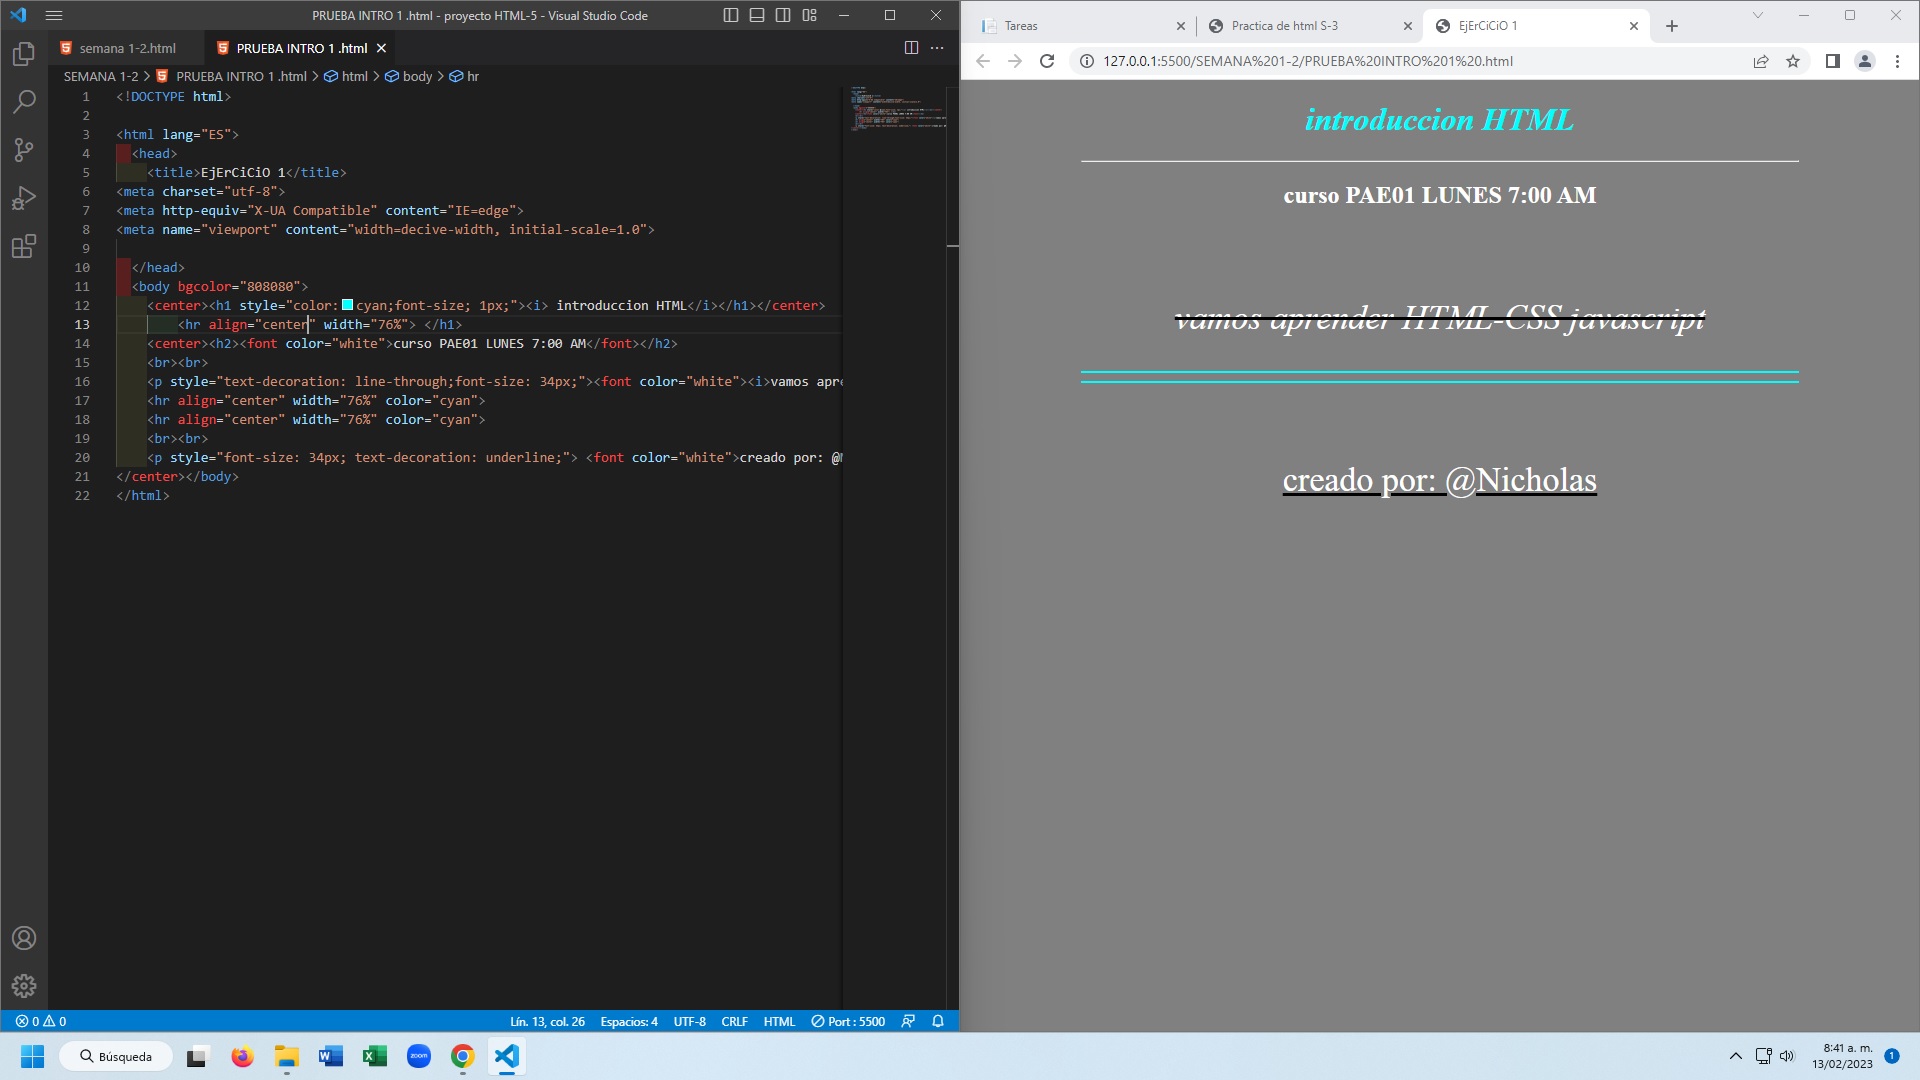 PRUEBA INTRO 1 .html - proyecto HTML-5 - Visual Studio Code
semana 1-2.html
PRUEBA INTRO 1 .html
SEMANA 1-2 > PRUEBA INTRO 1 .html > html > body > hr
1 <!DOCTYPE html>
2
3 <html lang="ES">
4 <head>
5 <title>EjErCiCiO 1</title>
6 <meta charset="utf-8">
7 <meta http-equiv="X-UA Compatible" content="IE=edge">
8 <meta name="viewport" content="width=decive-width, initial-scale=1.0">
9
10 </head>
11 <body bgcolor="808080">
12 <center><h1 style="color:cyan;font-size; 1px;"><i> introduccion HTML</i></h1></center>
13 <hr align="center" width="76%"> </h1>
14 <center><h2><font color="white">curso PAE01 LUNES 7:00 AM</font></h2>
15 <br><br>
16 <p style="text-decoration: line-through;font-size: 34px;"><font color="white"><i>vamos apre
17 <hr align="center" width="76%" color="cyan">
18 <hr align="center" width="76%" color="cyan">
19 <br><br>
20 <p style="font-size: 34px; text-decoration: underline;"> <font color="white">creado por: @N
21 </center></body>
22 </html>
0 0
Lín. 13, col. 26 Espacios: 4 UTF-8 CRLF HTML Port : 5500
Tareas
Practica de html S-3
EjErCiCiO 1
127.0.0.1:5500/SEMANA%201-2/PRUEBA%20INTRO%201%20.html
introduccion HTML
curso PAE01 LUNES 7:00 AM
vamos aprender HTML-CSS javascript
creado por: @Nicholas
Búsqueda
zoom
8:41 a. m.
13/02/2023
1